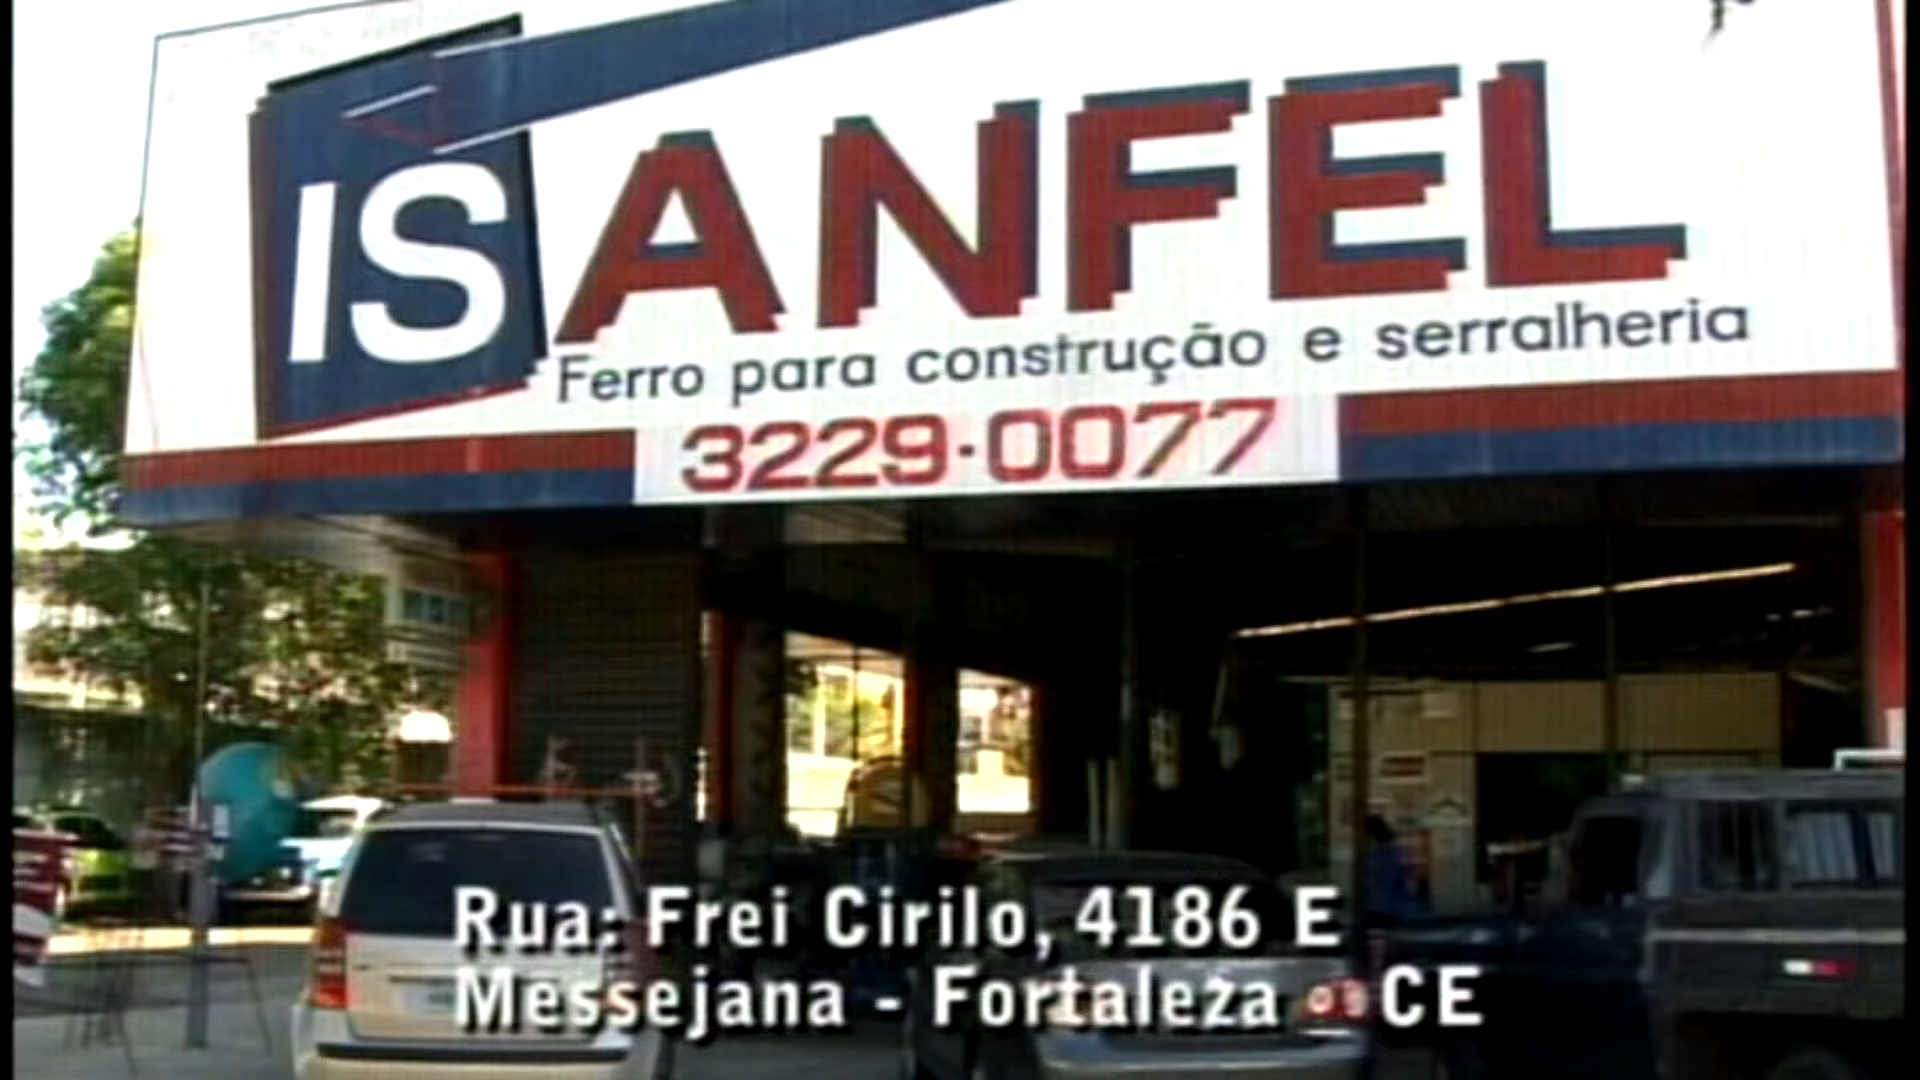 ISANFEL
Ferro para construção e serralheria
3229-0077
Rua: Frei Cirilo, 4186 E
Messejana - Fortaleza - CE